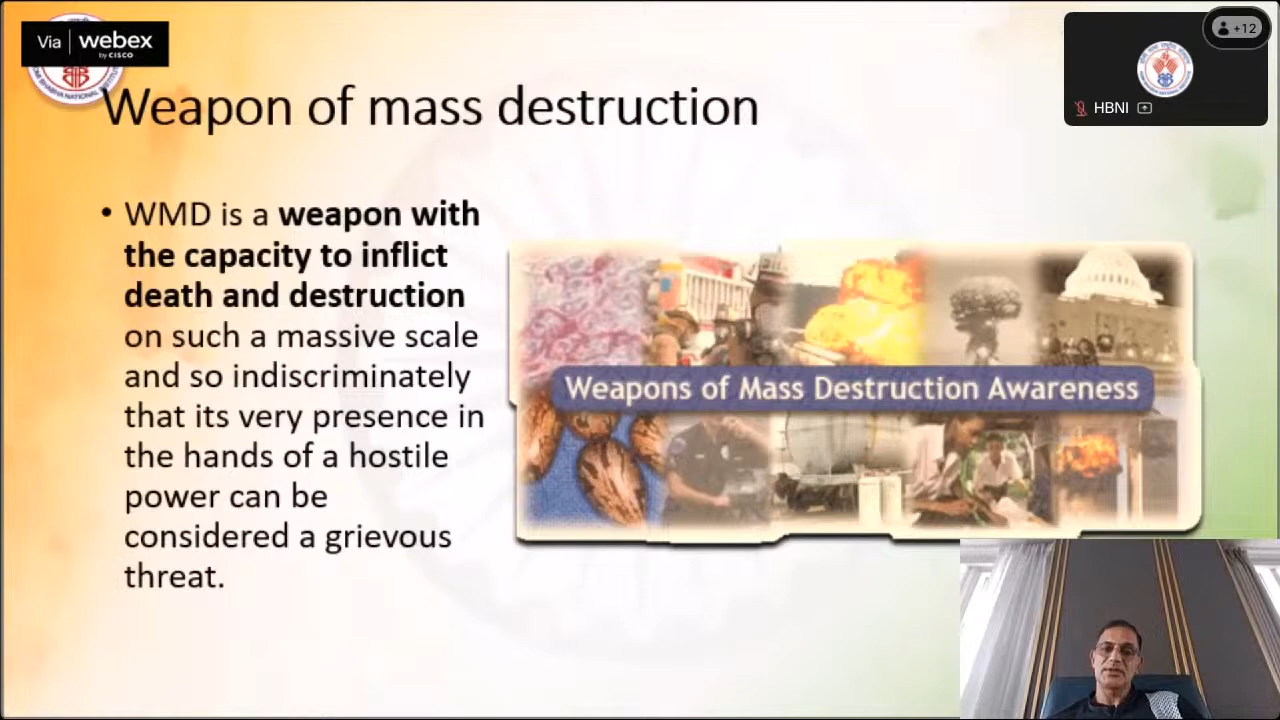 Via webex
by CISCO
+12
HBNI
Weapon of mass destruction
• WMD is a weapon with
the capacity to inflict
death and destruction
on such a massive scale
and so indiscriminately
that its very presence in
the hands of a hostile
power can be
considered a grievous
threat.
Weapons of Mass Destruction Awareness